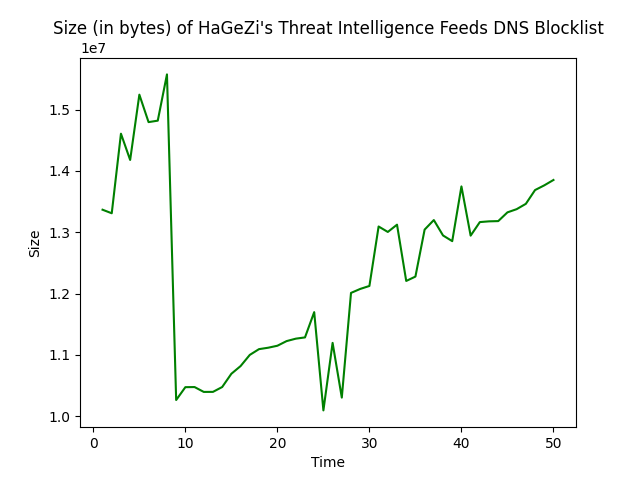 Size (in bytes) of HaGeZi's Threat Intelligence Feeds DNS Blocklist
1e7
1.5
1.4
1.3
1.2
1.1
1.0
Size
0 10 20 30 40 50
Time